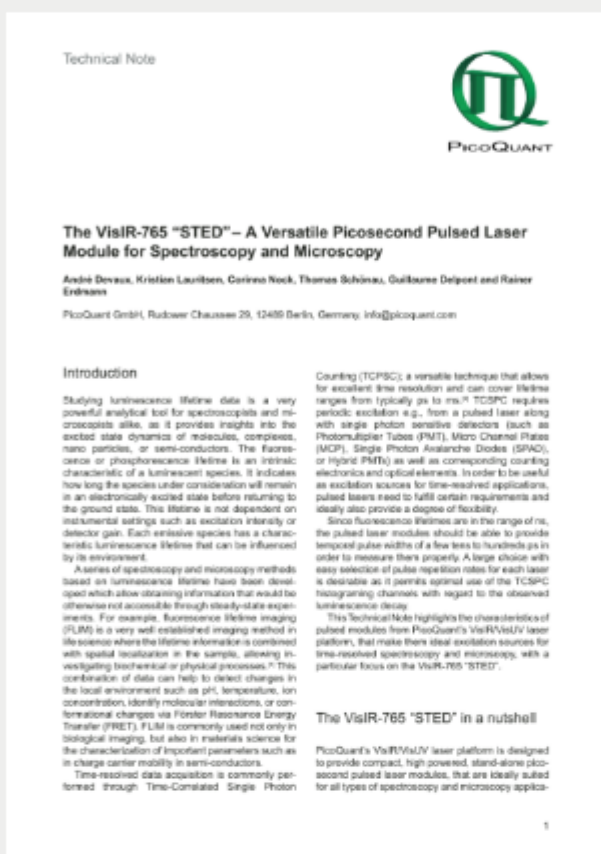 Technical Note
PICOQUANT
The VisIR-765 “STED” – A Versatile Picosecond Pulsed Laser
Module for Spectroscopy and Microscopy
André Devaux, Kristian Lauritsen, Corinna Nock, Thomas Schönau, Guillaume Delpont and Rainer
Erdmann
PicoQuant GmbH, Rudower Chaussee 29, 12489 Berlin, Germany, info@picoquant.com
Introduction
Studying luminescence lifetime data is a very
powerful analytical tool for spectroscopists and mi-
croscopists alike, as it provides insights into the
excited state dynamics of molecules, complexes,
nano particles, or semi-conductors. The fluores-
cence or phosphorescence lifetime is an intrinsic
characteristic of a luminescent species. It indicates
how long the species under consideration will remain
in an electronically excited state before returning to
the ground state. This lifetime is not dependent on
instrumental settings such as excitation intensity or
detector gain. Each emissive species has a charac-
teristic luminescence lifetime that can be influenced
by its environment.
A series of spectroscopy and microscopy methods
based on luminescence lifetime have been devel-
oped which allow obtaining information that would be
otherwise not accessible through steady-state exper-
iments. For example, fluorescence lifetime imaging
(FLIM) is a very well established imaging method in
life science where the lifetime information is combined
with spatial localization in the sample, allowing in-
vestigating biochemical or physical processes. This
combination of data can help to detect changes in
the local environment such as pH, temperature, ion
concentration, identify molecular interactions, or con-
formational changes via Förster Resonance Energy
Transfer (FRET). FLIM is commonly used not only in
biological imaging, but also in materials science for
the characterization of important parameters such as
in charge carrier mobility in semi-conductors.
Time-resolved data acquisition is commonly per-
formed through Time-Correlated Single Photon
Counting (TCPSC); a versatile technique that allows
for excellent time resolution and can cover lifetime
ranges from typically ps to ms. TCSPC requires
periodic excitation e.g., from a pulsed laser along
with single photon sensitive detectors (such as
Photomultiplier Tubes (PMT), Micro Channel Plates
(MCP), Single Photon Avalanche Diodes (SPAD),
or Hybrid PMTs) as well as corresponding counting
electronics and optical elements. In order to be useful
as excitation sources for time-resolved applications,
pulsed lasers need to fulfill certain requirements and
ideally also provide a degree of flexibility.
Since fluorescence lifetimes are in the range of ns,
the pulsed laser modules should be able to provide
temporal pulse widths of a few tens to hundreds ps in
order to measure them properly. A large choice with
easy selection of pulse repetition rates for each laser
is desirable as it permits optimal use of the TCSPC
histograming channels with regard to the observed
luminescence decay.
This Technical Note highlights the characteristics of
pulsed modules from PicoQuant's VisIR/VisUV laser
platform, that make them ideal excitation sources for
time-resolved spectroscopy and microscopy, with a
particular focus on the VisIR-765 “STED”.
The VisIR-765 “STED” in a nutshell
PicoQuant's VisIR/VisUV laser platform is designed
to provide compact, high powered, stand-alone pico-
second pulsed laser modules, that are ideally suited
for all types of spectroscopy and microscopy applica-
1